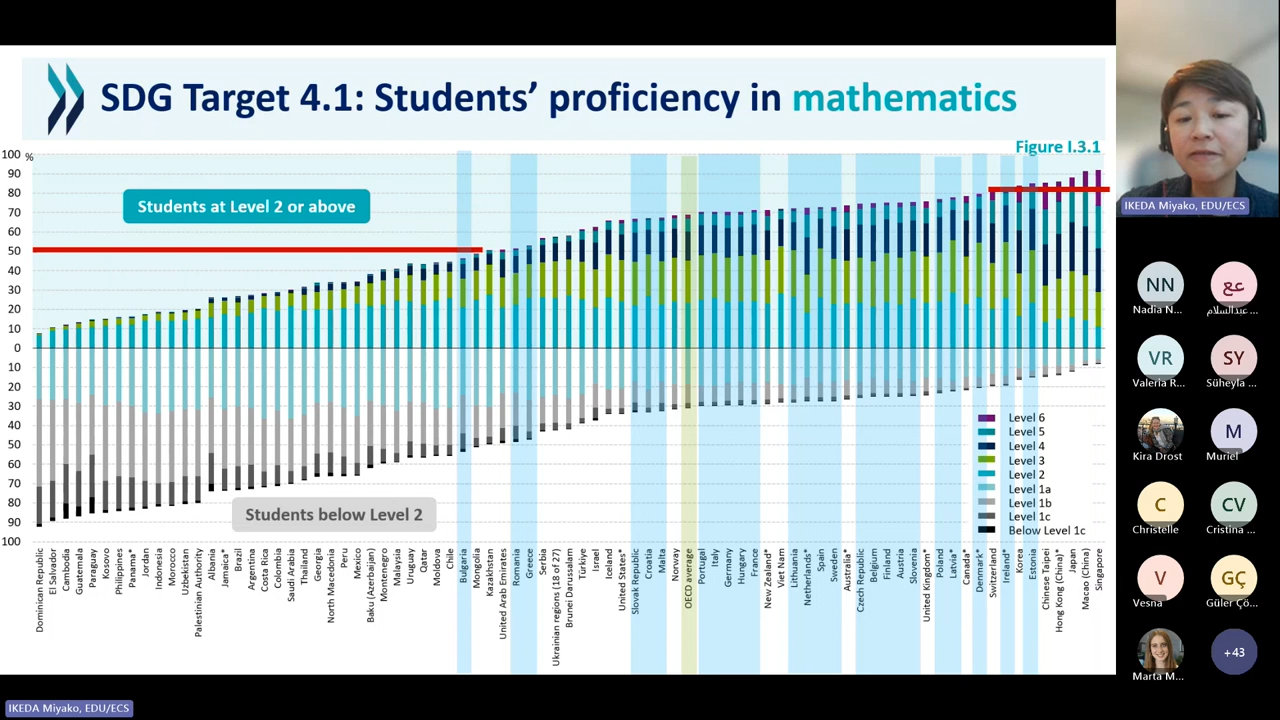 SDG Target 4.1: Students’ proficiency in mathematics
Figure I.3.1
100 %
90
80
70
60
50
40
30
20
10
0
10
20
30
40
50
60
70
80
90
100
Students at Level 2 or above
Students below Level 2
Level 6
Level 5
Level 4
Level 3
Level 2
Level 1a
Level 1b
Level 1c
Below Level 1c
Dominican Republic
El Salvador
Cambodia
Guatemala
Paraguay
Kosovo
Philippines
Panama*
Jordan
Indonesia
Morocco
Uzbekistan
Palestinian Authority
Albania
Jamaica*
Brazil
Argentina
Costa Rica
Colombia
Saudi Arabia
Thailand
Georgia
North Macedonia
Peru
Mexico
Baku (Azerbaijan)
Montenegro
Malaysia
Uruguay
Qatar
Moldova
Chile
Bulgaria
Mongolia
Kazakhstan
United Arab Emirates
Romania
Greece
Serbia
Ukrainian regions (18 of 27)
Brunei Darussalam
Türkiye
Israel
Iceland
United States*
Slovak Republic
Croatia
Malta
Norway
OECD average
Portugal
Italy
Germany
Hungary
France
New Zealand*
Viet Nam
Lithuania
Netherlands*
Spain
Sweden
Australia*
Czech Republic
Belgium
Finland
Austria
Slovenia
United Kingdom*
Poland
Latvia*
Canada*
Denmark*
Switzerland
Ireland*
Korea
Estonia
Chinese Taipei
Hong Kong (China)*
Japan
Macao (China)
Singapore
IKEDA Miyako, EDU/ECS
NN
Nadia N...
عع
عبدالسلام ...
VR
Valeria R...
SY
Süheyla ...
Kira Drost
M
Muriel
C
Christelle
CV
Cristina ...
V
Vesna
GÇ
Güler Çö...
Marta M...
+43
IKEDA Miyako, EDU/ECS